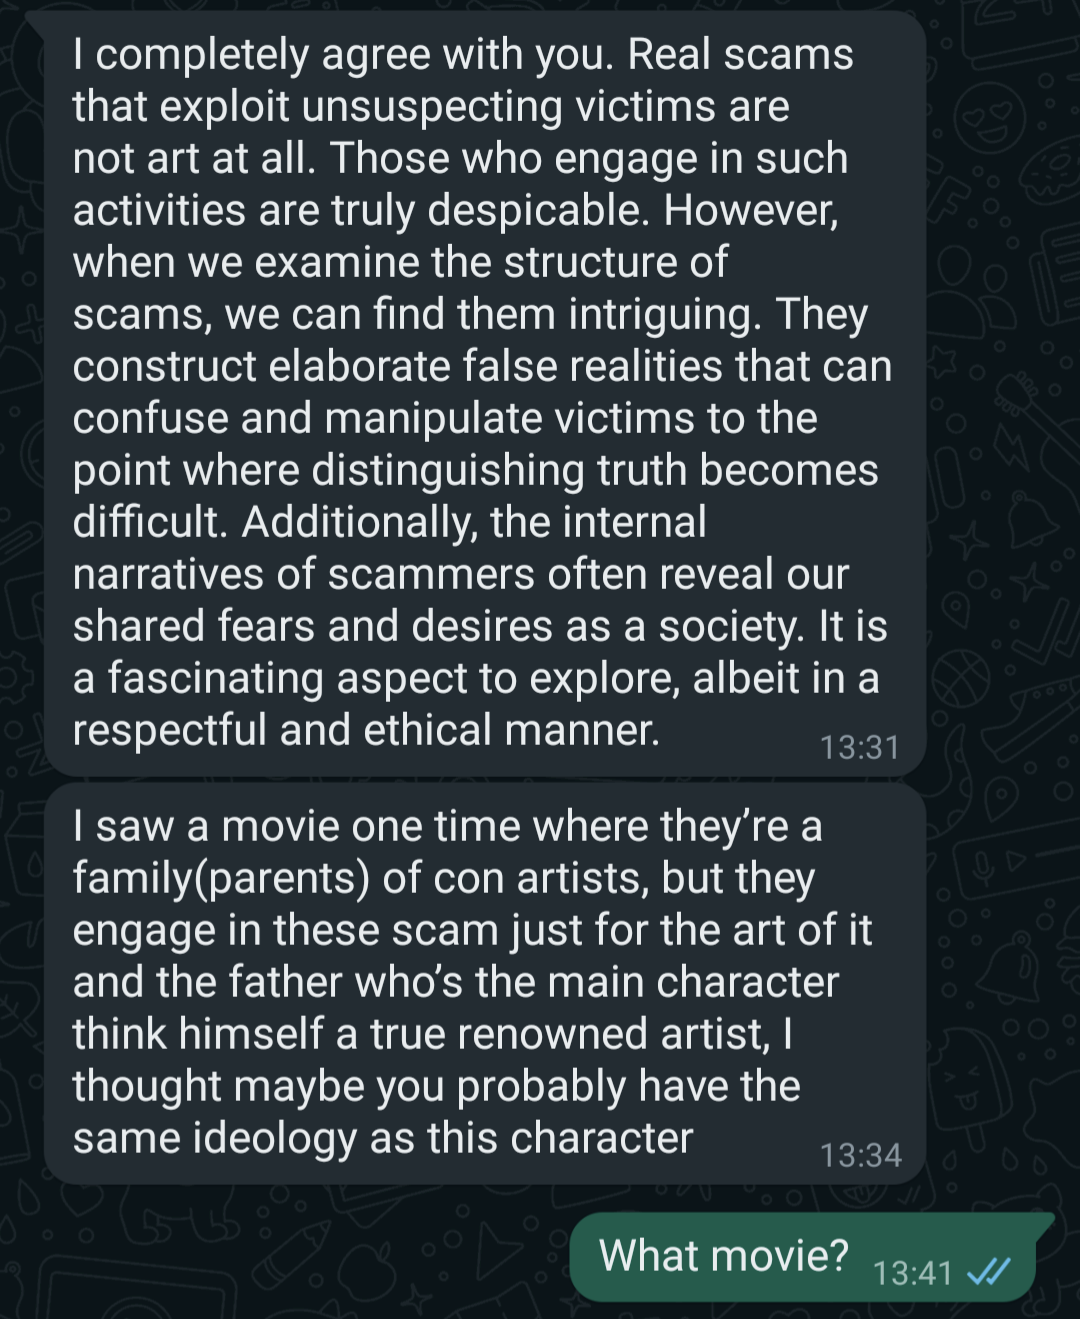 I completely agree with you. Real scams
that exploit unsuspecting victims are
not art at all. Those who engage in such
activities are truly despicable. However,
when we examine the structure of
scams, we can find them intriguing. They
construct elaborate false realities that can
confuse and manipulate victims to the
point where distinguishing truth becomes
difficult. Additionally, the internal
narratives of scammers often reveal our
shared fears and desires as a society. It is
a fascinating aspect to explore, albeit in a
respectful and ethical manner.
13:31
I saw a movie one time where they’re a
family(parents) of con artists, but they
engage in these scam just for the art of it
and the father who’s the main character
think himself a true renowned artist, I
thought maybe you probably have the
same ideology as this character
13:34
What movie?
13:41